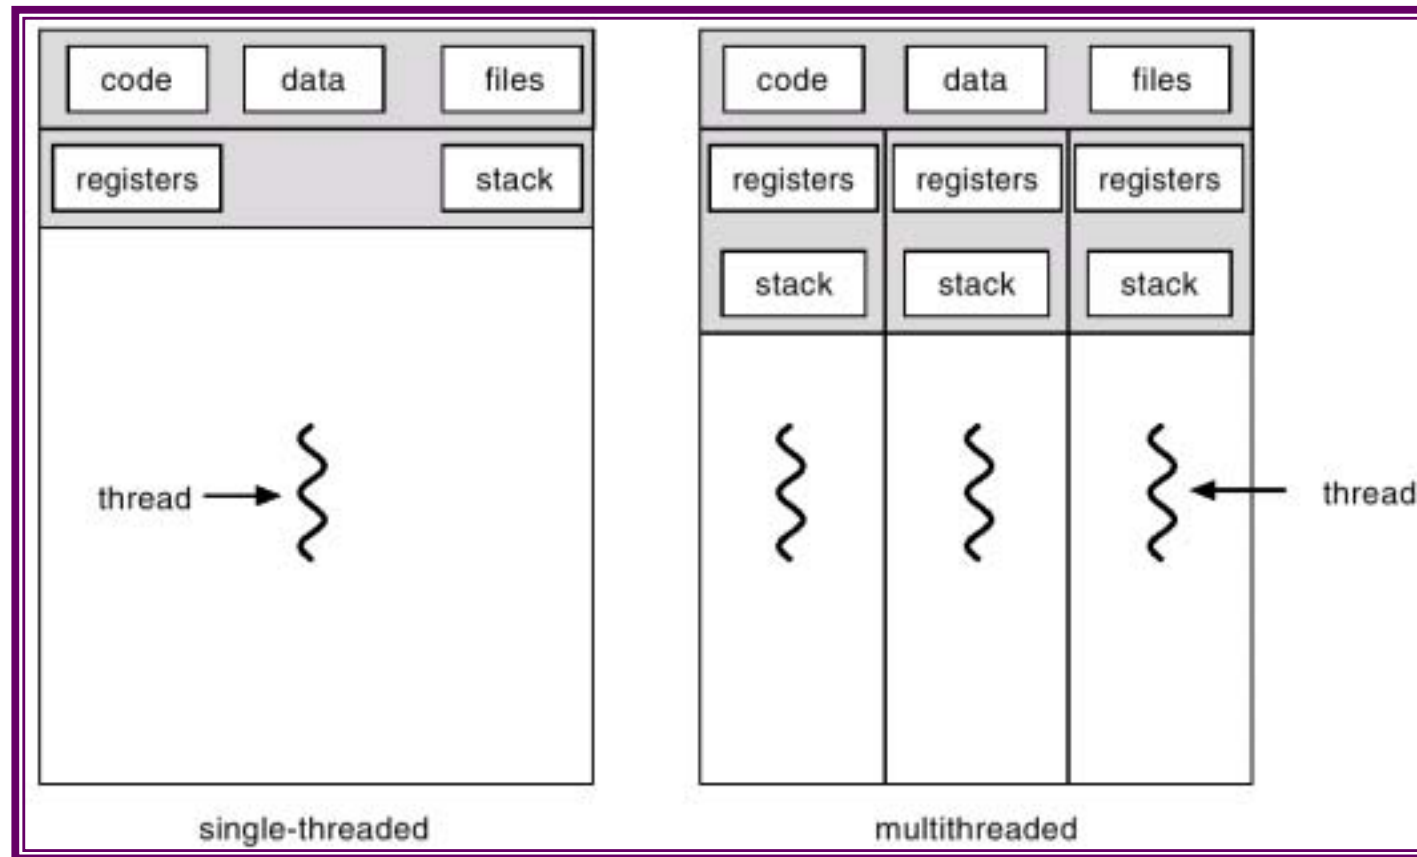 code data files
registers stack
thread
single-threaded
code data files
registers registers registers
stack stack stack
thread
multithreaded